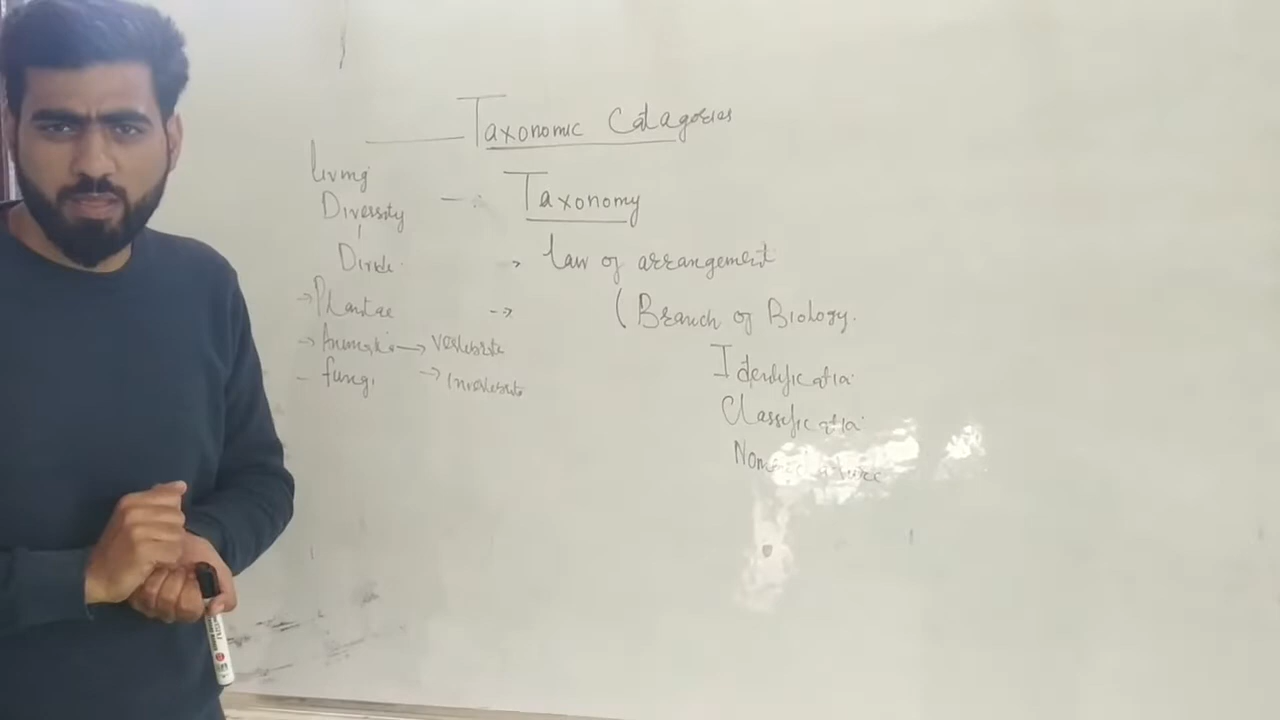 Taxonomic Catagories
living
Diversity
Divide.
→ Plantae
→ Animalia → vertebrate
→ Invertebrate
– fungi
Taxonomy
→ law of arrangement
(Branch of Biology.
Identification
Classification
Nomenclature